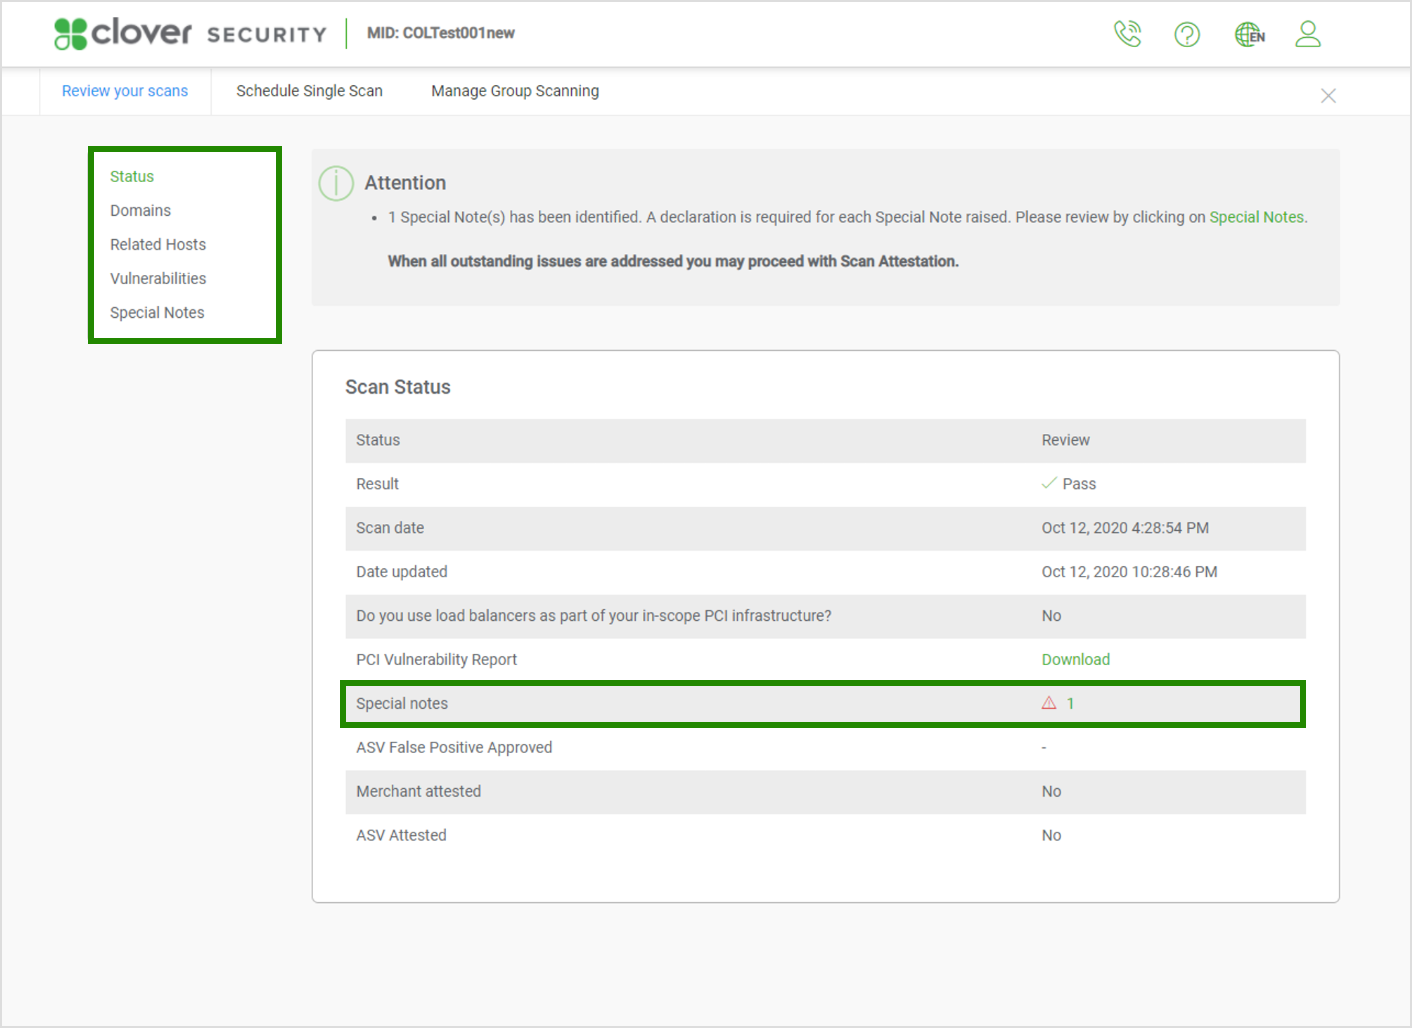 clover SECURITY MID: COLTest001new EN
Review your scans Schedule Single Scan Manage Group Scanning
Status
Domains
Related Hosts
Vulnerabilities
Special Notes
Attention
• 1 Special Note(s) has been identified. A declaration is required for each Special Note raised. Please review by clicking on Special Notes.
When all outstanding issues are addressed you may proceed with Scan Attestation.
Scan Status
Status Review
Result Pass
Scan date Oct 12, 2020 4:28:54 PM
Date updated Oct 12, 2020 10:28:46 PM
Do you use load balancers as part of your in-scope PCI infrastructure? No
PCI Vulnerability Report Download
Special notes 1
ASV False Positive Approved -
Merchant attested No
ASV Attested No